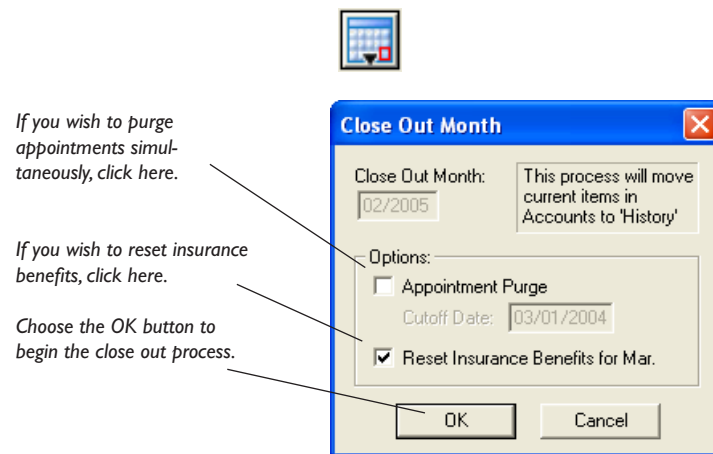 If you wish to purge
appointments simul-
taneously, click here.
If you wish to reset insurance
benefits, click here.
Choose the OK button to
begin the close out process.
Close Out Month
Close Out Month:
02/2005
This process will move
current items in
Accounts to 'History'
Options:
Appointment Purge
Cutoff Date: 03/01/2004
Reset Insurance Benefits for Mar.
OK Cancel